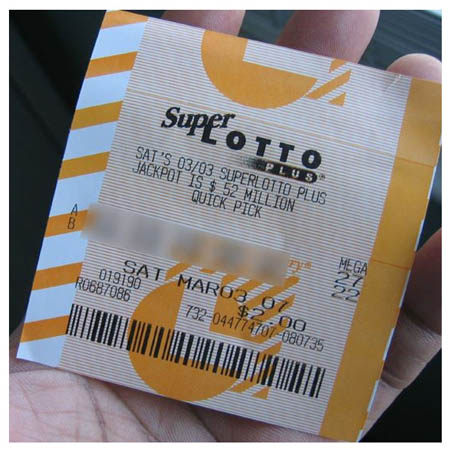 Super
LOTTO
PLUS®
SAT'S 03/03 SUPERLOTTO PLUS
JACKPOT IS $ 52 MILLION
QUICK PICK
MEGA
A 27
B 22
SAT MAR03 07
$2.00
019190
R0687086
732-044774707-080735